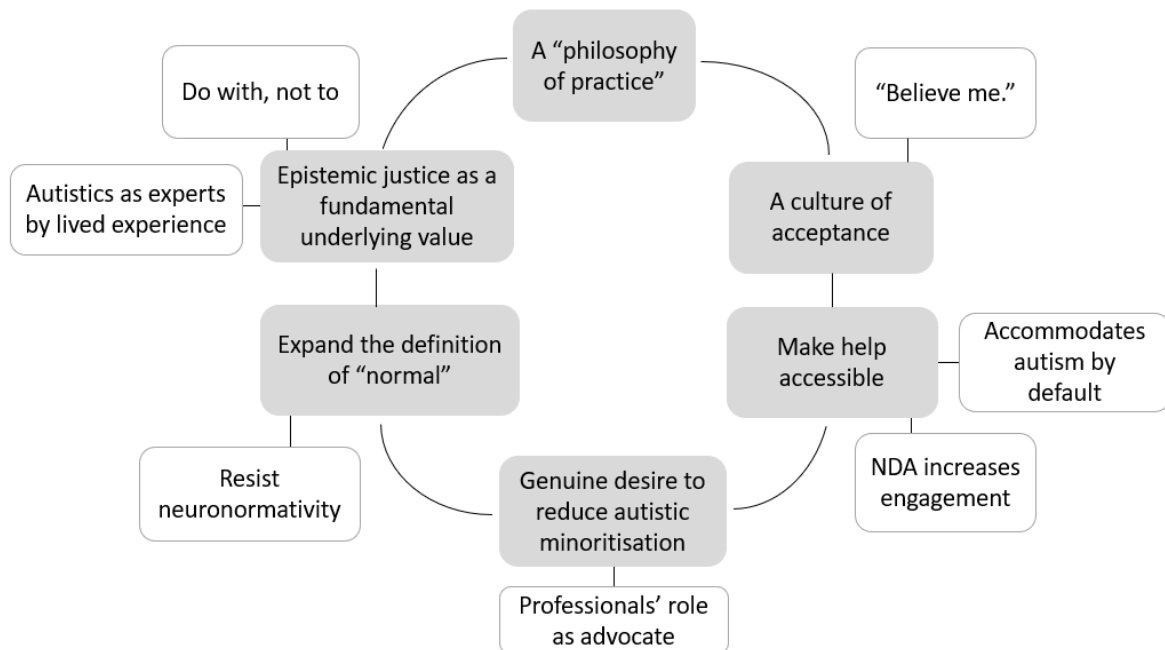 A “philosophy
of practice”
Do with, not to
“Believe me.”
Autistics as experts
by lived experience
Epistemic justice as a
fundamental
underlying value
A culture of
acceptance
Expand the definition
of “normal”
Make help
accessible
Accommodates
autism by
default
Resist
neuronormativity
Genuine desire to
reduce autistic
minoritisation
NDA increases
engagement
Professionals’ role
as advocate